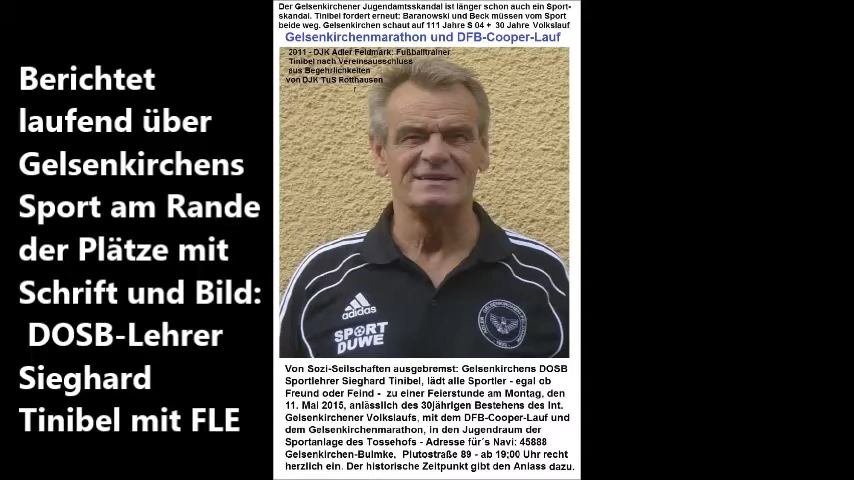 Berichtet
laufend über
Gelsenkirchens
Sport am Rande
der Plätze mit
Schrift und Bild:
DOSB-Lehrer
Sieghard
Tinibel mit FLE
Der Gelsenkirchener Jugendamtsskandal ist länger schon auch ein Sport-
skandal. Tinibel fordert erneut: Baranowski und Beck müssen vom Sport
beide weg. Gelsenkirchen schaut auf 111 Jahre S 04 + 30 Jahre Volkslauf
Gelsenkirchenmarathon und DFB-Cooper-Lauf
2011 - DJK Adler Feldmark: Fußballtrainer
Tinibel nach Vereinsausschluss
aus Begehrlichkeiten
von DJK TuS Rotthausen
adidas
SPORT
DUWE
Von Sozi-Seilschaften ausgebremst: Gelsenkirchens DOSB
Sportlehrer Sieghard Tinibel, lädt alle Sportler - egal ob
Freund oder Feind - zu einer Feierstunde am Montag, den
11. Mai 2015, anlässlich des 30jährigen Bestehens des Int.
Gelsenkirchener Volkslaufs, mit dem DFB-Cooper-Lauf und
dem Gelsenkirchenmarathon, in den Jugendraum der
Sportanlage des Tossehofs - Adresse für´s Navi: 45888
Gelsenkirchen-Bulmke, Plutostraße 89 - ab 19:00 Uhr recht
herzlich ein. Der historische Zeitpunkt gibt den Anlass dazu.